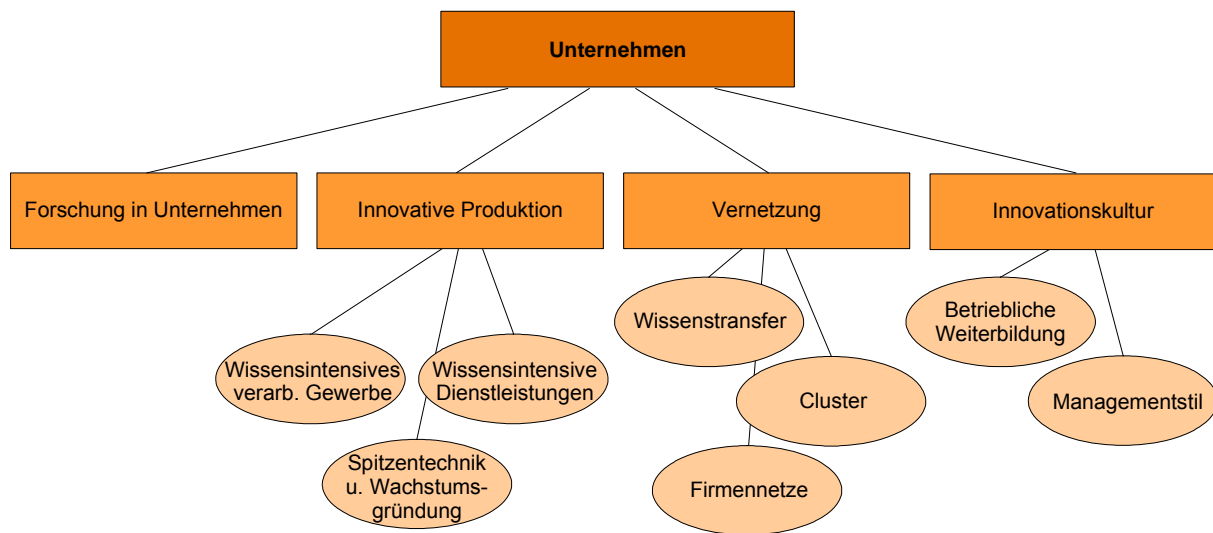 Unternehmen
Forschung in Unternehmen
Innovative Produktion
Vernetzung
Innovationskultur
Wissensintensives
verarb. Gewerbe
Wissensintensive
Dienstleistungen
Spitzentechnik
u. Wachstums-
gründung
Wissenstransfer
Cluster
Firmennetze
Betriebliche
Weiterbildung
Managementstil